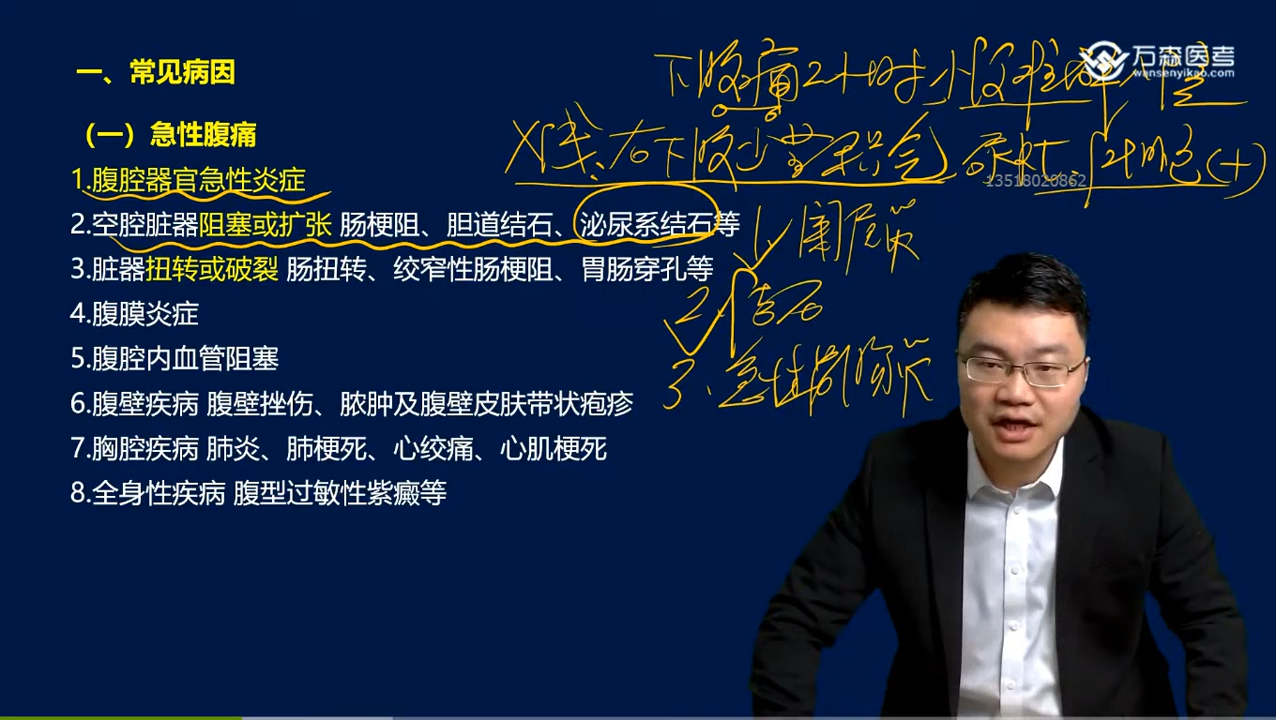 一、常见病因
（一）急性腹痛
1.腹腔器官急性炎症
2.空腔脏器阻塞或扩张 肠梗阻、胆道结石、泌尿系结石等
3.脏器扭转或破裂 肠扭转、绞窄性肠梗阻、胃肠穿孔等
4.腹膜炎症
5.腹腔内血管阻塞
6.腹壁疾病 腹壁挫伤、脓肿及腹壁皮肤带状疱疹
7.胸腔疾病 肺炎、肺梗死、心绞痛、心肌梗死
8.全身性疾病 腹型过敏性紫癜等
下腹痛2小时
万森医考
wansenyikao.com
X线:右下腹少量积气 尿RT: (+)
13518020862
1、阑尾炎
2、结石
3、急性